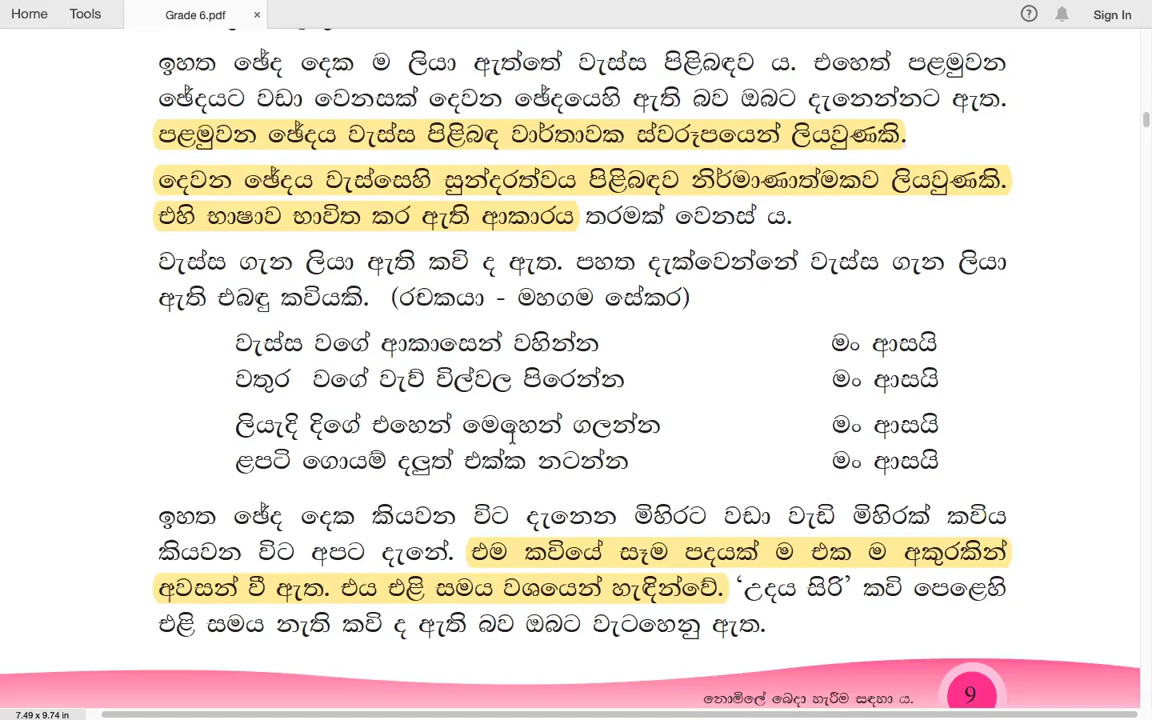 Home Tools Grade 6.pdf × Sign In
ඉහත ඡේද දෙක ම ලියා ඇත්තේ වැස්ස පිළිබඳව ය. එහෙත් පළමුවන
ඡේදයට වඩා වෙනසක් දෙවන ඡේදයෙහි ඇති බව ඔබට දැනෙන්නට ඇත.
පළමුවන ඡේදය වැස්ස පිළිබඳ වාර්තාවක ස්වරූපයෙන් ලියවුණකි.
දෙවන ඡේදය වැස්සෙහි සුන්දරත්වය පිළිබඳව නිර්මාණාත්මකව ලියවුණකි.
එහි භාෂාව භාවිත කර ඇති ආකාරය තරමක් වෙනස් ය.
වැස්ස ගැන ලියා ඇති කවි ද ඇත. පහත දැක්වෙන්නේ වැස්ස ගැන ලියා
ඇති එබඳු කවියකි. (රචකයා - මහගම සේකර)
වැස්ස වගේ ආකාසෙන් වහින්න මං ආසයි
වතුර වගේ වැව් විල්වල පිරෙන්න මං ආසයි
ලියැදි දිගේ එහෙන් මෙහෙන් ගලන්න මං ආසයි
ළපටි ගොයම් දලුත් එක්ක නටන්න මං ආසයි
ඉහත ඡේද දෙක කියවන විට දැනෙන මිහිරට වඩා වැඩි මිහිරක් කවිය
කියවන විට අපට දැනේ. එම කවියේ සෑම පදයක් ම එක ම අකුරකින්
අවසන් වී ඇත. එය එළි සමය වශයෙන් හැඳින්වේ. ‘උදය සිරි’ කවි පෙළෙහි
එළි සමය නැති කවි ද ඇති බව ඔබට වැටහෙනු ඇත.
නොමිලේ බෙදා හැරීම සඳහා ය. 9
7.49 x 9.74 in